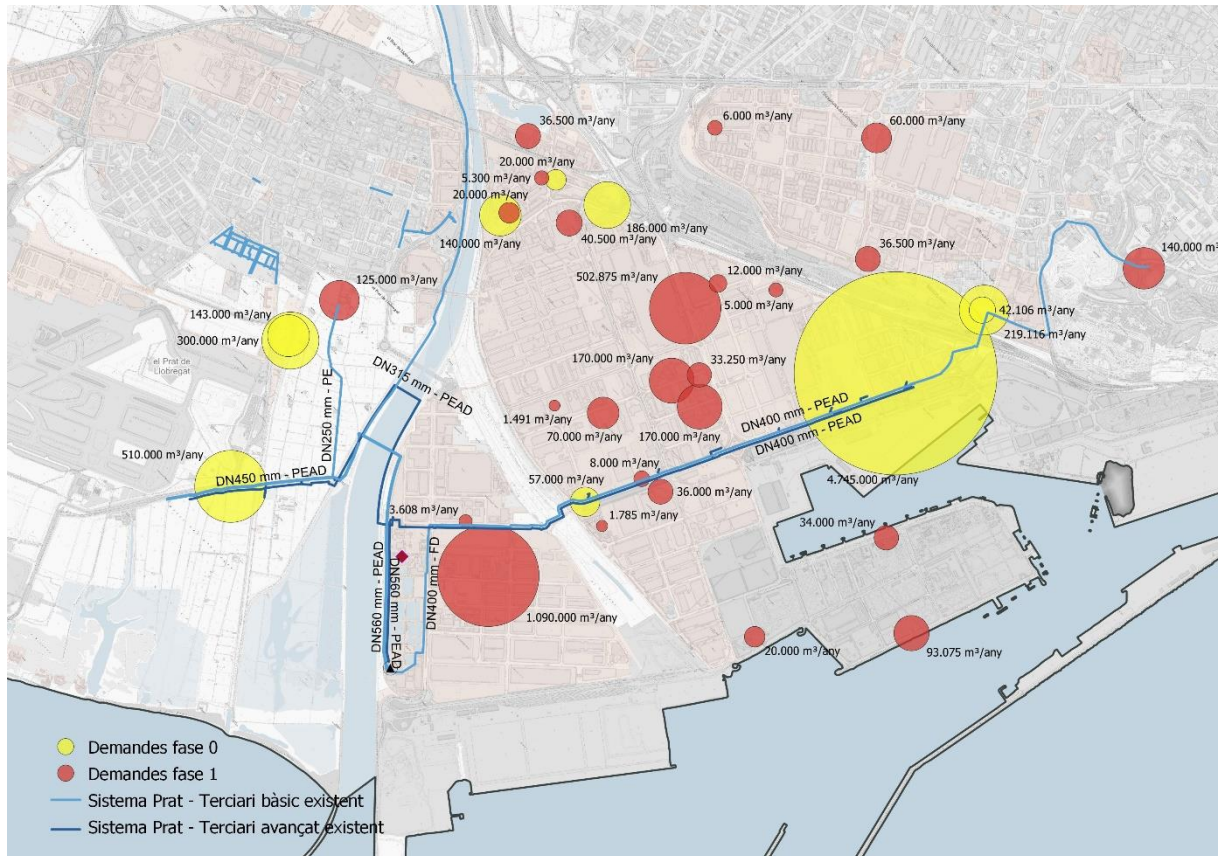 36.500 m³/any
6.000 m³/any
60.000 m³/any
20.000 m³/any
5.300 m³/any
20.000 m³/any
186.000 m³/any
140.000 m³/any
40.500 m³/any
36.500 m³/any
140.000 m³
125.000 m³/any
502.875 m³/any
12.000 m³/any
5.000 m³/any
143.000 m³/any
300.000 m³/any
42.106 m³/any
219.116 m³/any
el Prat de
Llobregat
DN315 mm - PEAD
DN250 mm - PE
170.000 m³/any
33.250 m³/any
1.491 m³/any
70.000 m³/any
170.000 m³/any
DN400 mm - PEAD
DN400 mm - PEAD
510.000 m³/any
DN450 mm - PEAD
8.000 m³/any
57.000 m³/any
36.000 m³/any
4.745.000 m³/any
3.608 m³/any
1.785 m³/any
34.000 m³/any
DN560 mm - PEAD
DN560 mm - PEAD
DN400 mm - FD
1.090.000 m³/any
20.000 m³/any
93.075 m³/any
Demandes fase 0
Demandes fase 1
Sistema Prat - Terciari bàsic existent
Sistema Prat - Terciari avançat existent